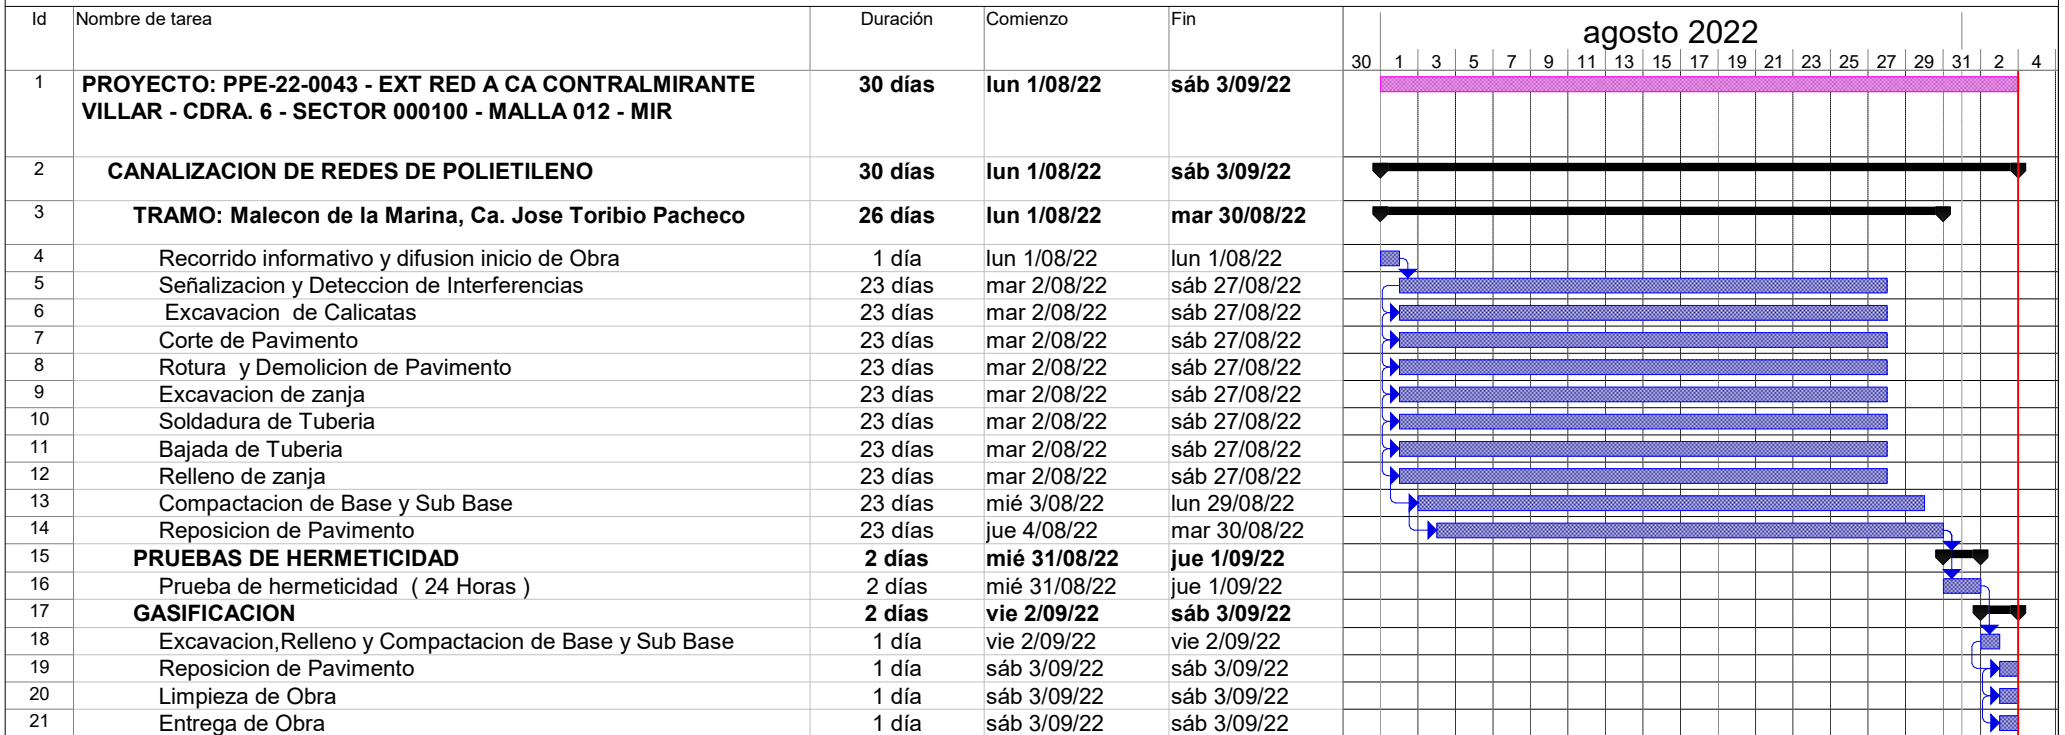 Id Nombre de tarea Duración Comienzo Fin agosto 2022
30 1 3 5 7 9 11 13 15 17 19 21 23 25 27 29 31 2 4
1 PROYECTO: PPE-22-0043 - EXT RED A CA CONTRALMIRANTE 30 días lun 1/08/22 sáb 3/09/22
VILLAR - CDRA. 6 - SECTOR 000100 - MALLA 012 - MIR
2 CANALIZACION DE REDES DE POLIETILENO 30 días lun 1/08/22 sáb 3/09/22
3 TRAMO: Malecon de la Marina, Ca. Jose Toribio Pacheco 26 días lun 1/08/22 mar 30/08/22
4 Recorrido informativo y difusion inicio de Obra 1 día lun 1/08/22 lun 1/08/22
5 Señalizacion y Deteccion de Interferencias 23 días mar 2/08/22 sáb 27/08/22
6 Excavacion de Calicatas 23 días mar 2/08/22 sáb 27/08/22
7 Corte de Pavimento 23 días mar 2/08/22 sáb 27/08/22
8 Rotura y Demolicion de Pavimento 23 días mar 2/08/22 sáb 27/08/22
9 Excavacion de zanja 23 días mar 2/08/22 sáb 27/08/22
10 Soldadura de Tuberia 23 días mar 2/08/22 sáb 27/08/22
11 Bajada de Tuberia 23 días mar 2/08/22 sáb 27/08/22
12 Relleno de zanja 23 días mar 2/08/22 sáb 27/08/22
13 Compactacion de Base y Sub Base 23 días mié 3/08/22 lun 29/08/22
14 Reposicion de Pavimento 23 días jue 4/08/22 mar 30/08/22
15 PRUEBAS DE HERMETICIDAD 2 días mié 31/08/22 jue 1/09/22
16 Prueba de hermeticidad ( 24 Horas ) 2 días mié 31/08/22 jue 1/09/22
17 GASIFICACION 2 días vie 2/09/22 sáb 3/09/22
18 Excavacion,Relleno y Compactacion de Base y Sub Base 1 día vie 2/09/22 vie 2/09/22
19 Reposicion de Pavimento 1 día sáb 3/09/22 sáb 3/09/22
20 Limpieza de Obra 1 día sáb 3/09/22 sáb 3/09/22
21 Entrega de Obra 1 día sáb 3/09/22 sáb 3/09/22